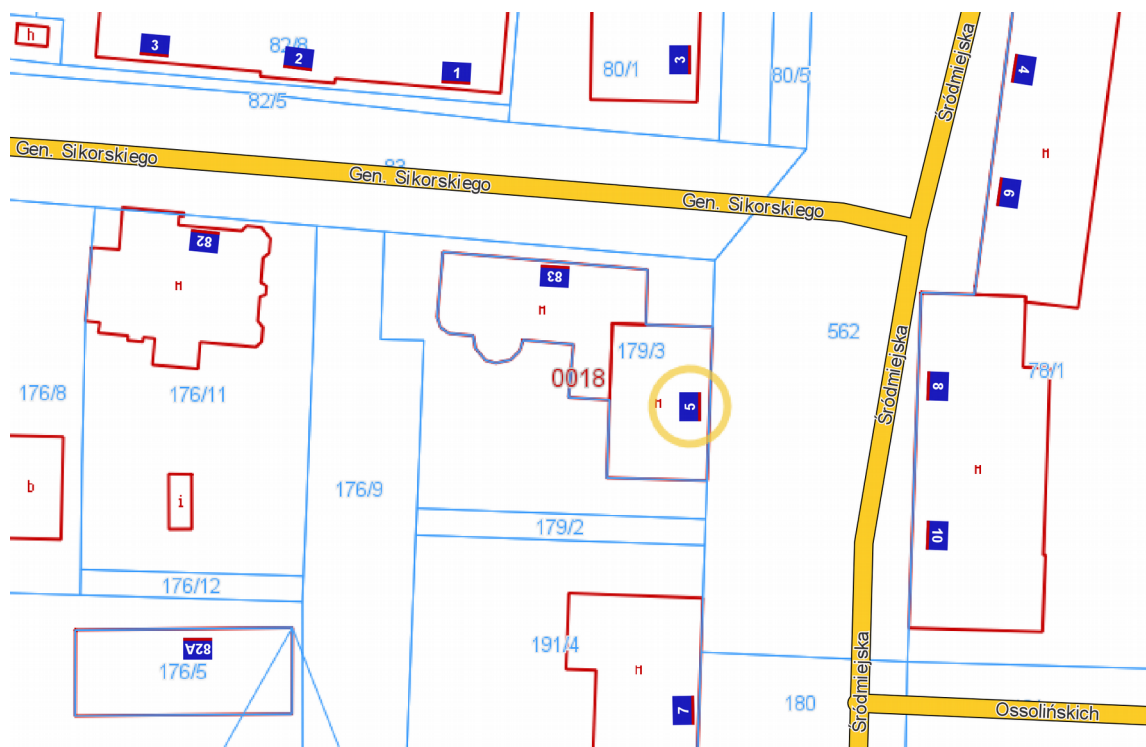 h
3
82/8
2
1
82/5
80/1
3
80/5
Śródmiejska
4
M
6
Gen. Sikorskiego
83
Gen. Sikorskiego
Gen. Sikorskiego
82
M
83
M
562
179/3
0018
M
5
Śródmiejska
78/1
8
176/8
176/11
M
b
i
176/9
10
179/2
176/12
191/4
82A
176/5
M
7
180
Śródmiejska
Ossolińskich